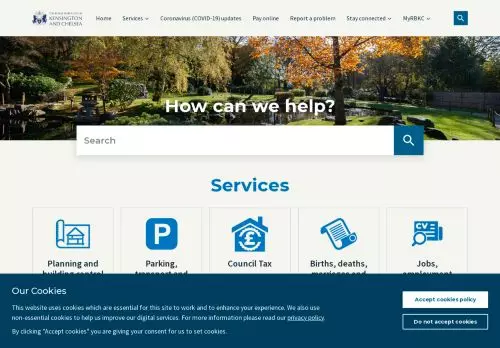 THE ROYAL BOROUGH OF
KENSINGTON
AND CHELSEA
Home
Services
Coronavirus (COVID-19) updates
Pay online
Report a problem
Stay connected
MyRBKC
How can we help?
Search
Services
Planning and
building control
P
Parking,
transport and
£
Council Tax
Births, deaths,
marriages and
CV
Jobs,
employment
Our Cookies
This website uses cookies which are essential for this site to work and to enhance your experience. We also use
non-essential cookies to help us improve our digital services. For more information please read our privacy policy.
By clicking "Accept cookies" you are giving your consent for us to set cookies.
Accept cookies policy
Do not accept cookies